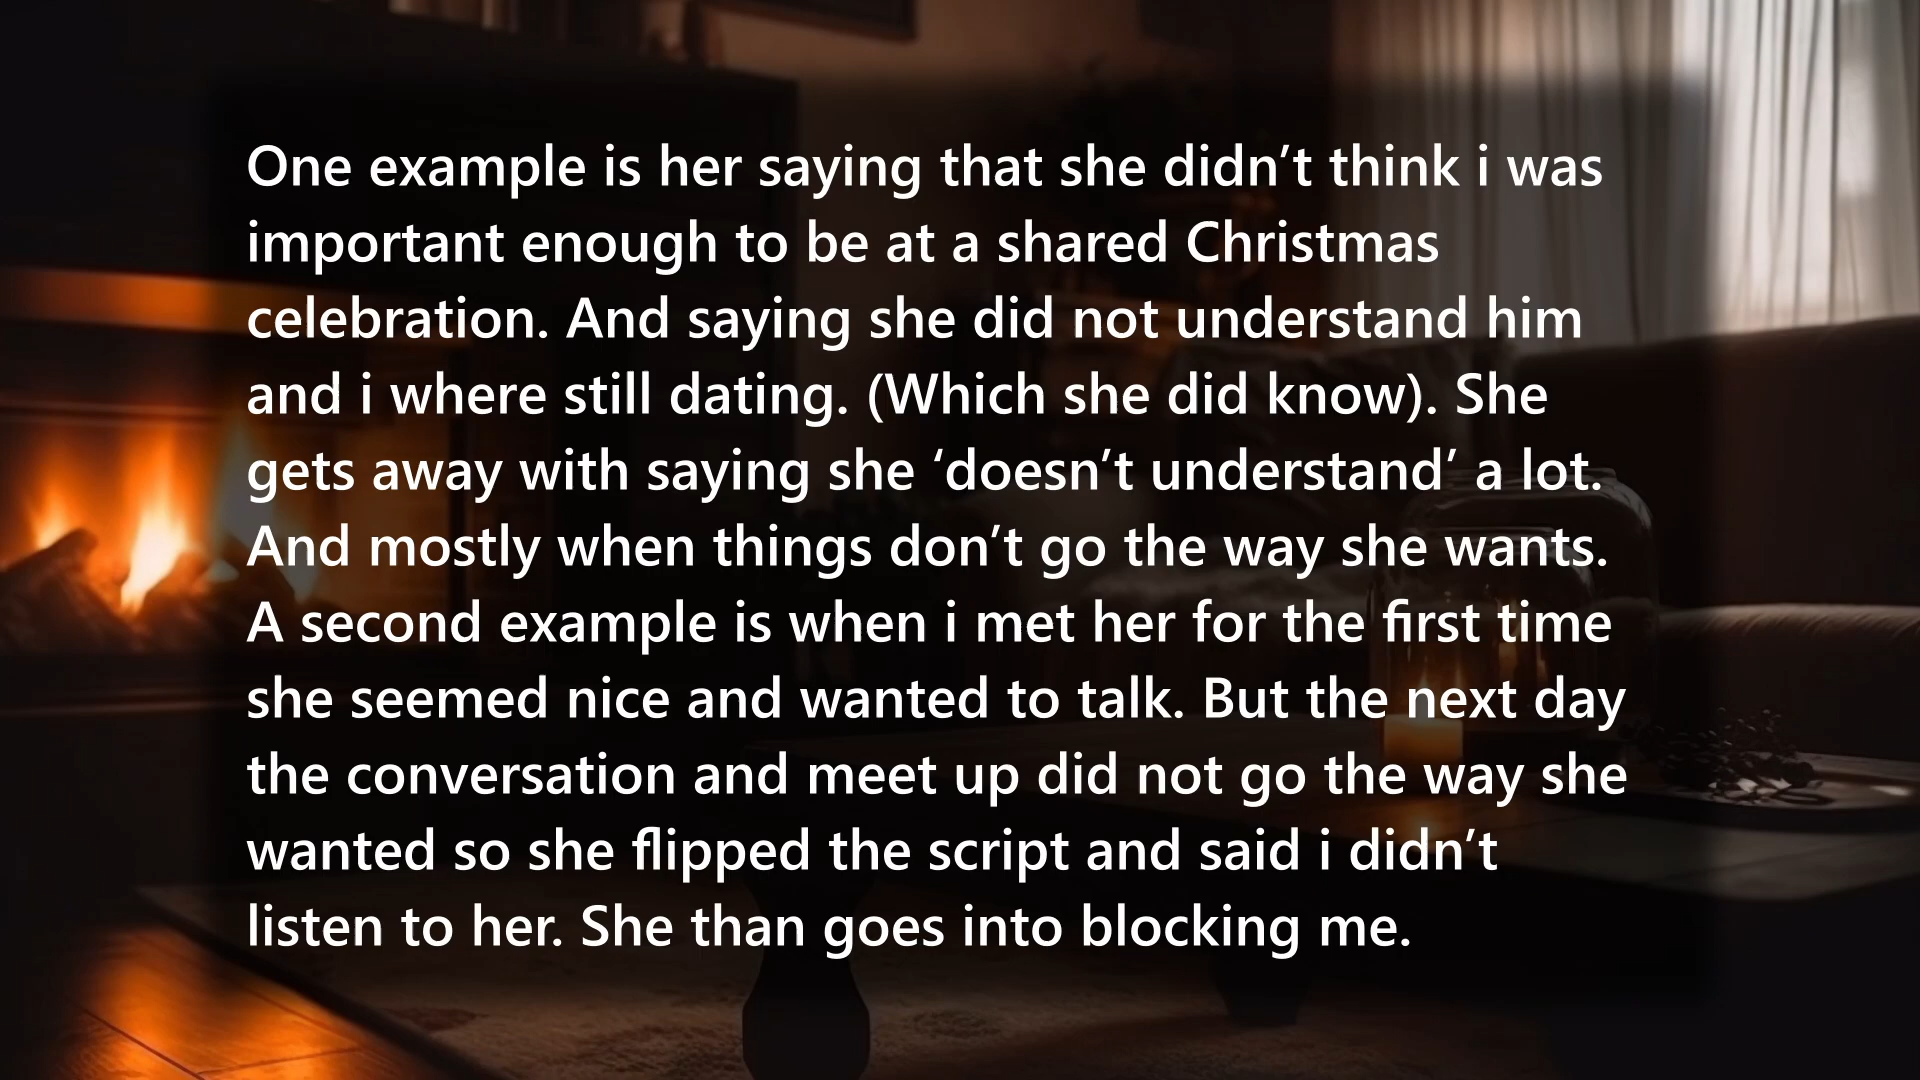 One example is her saying that she didn’t think i was
important enough to be at a shared Christmas
celebration. And saying she did not understand him
and i where still dating. (Which she did know). She
gets away with saying she ‘doesn’t understand’ a lot.
And mostly when things don’t go the way she wants.
A second example is when i met her for the first time
she seemed nice and wanted to talk. But the next day
the conversation and meet up did not go the way she
wanted so she flipped the script and said i didn’t
listen to her. She than goes into blocking me.